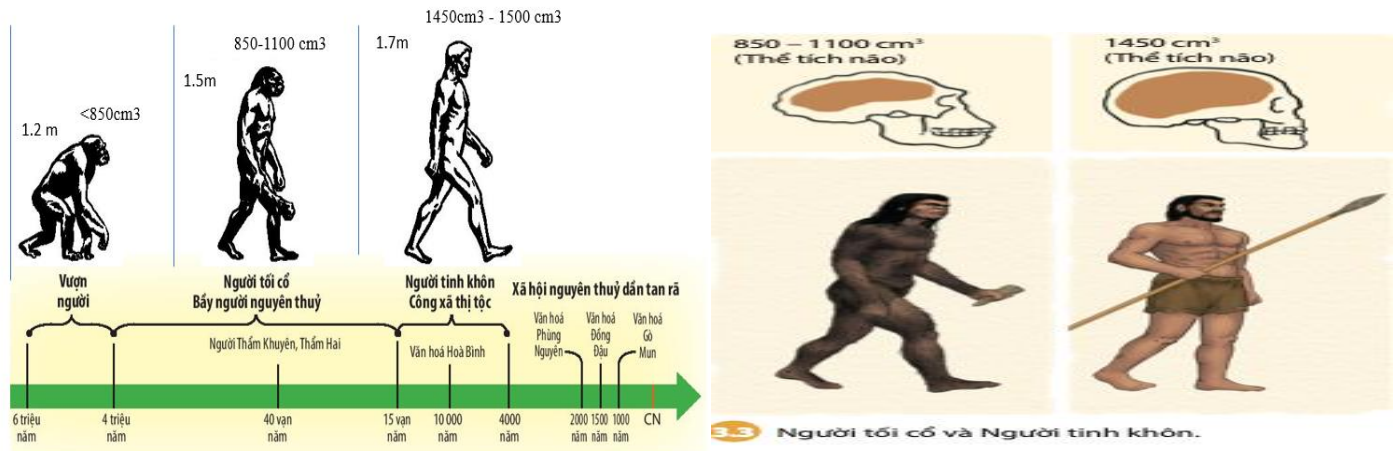 1450cm3 - 1500 cm3
850-1100 cm3
1.7m
1.5m
<850cm3
1.2 m
Vượn
người
Người tối cổ
Bầy người nguyên thuỷ
Người tinh khôn
Công xã thị tộc
Xã hội nguyên thuỷ dần tan rã
Người Thẩm Khuyên, Thẩm Hai
Văn hoá Hoà Bình
Văn hoá
Phùng
Nguyên
Văn hoá
Đồng
Đậu
Văn hoá
Gò
Mun
6 triệu
năm
4 triệu
năm
40 vạn
năm
15 vạn
năm
10 000
năm
4000
năm
2000
năm
1500
năm
1000
năm
CN
850 – 1100 cm³
(Thể tích não)
1450 cm³
(Thể tích não)
3.3 Người tối cổ và Người tinh khôn.